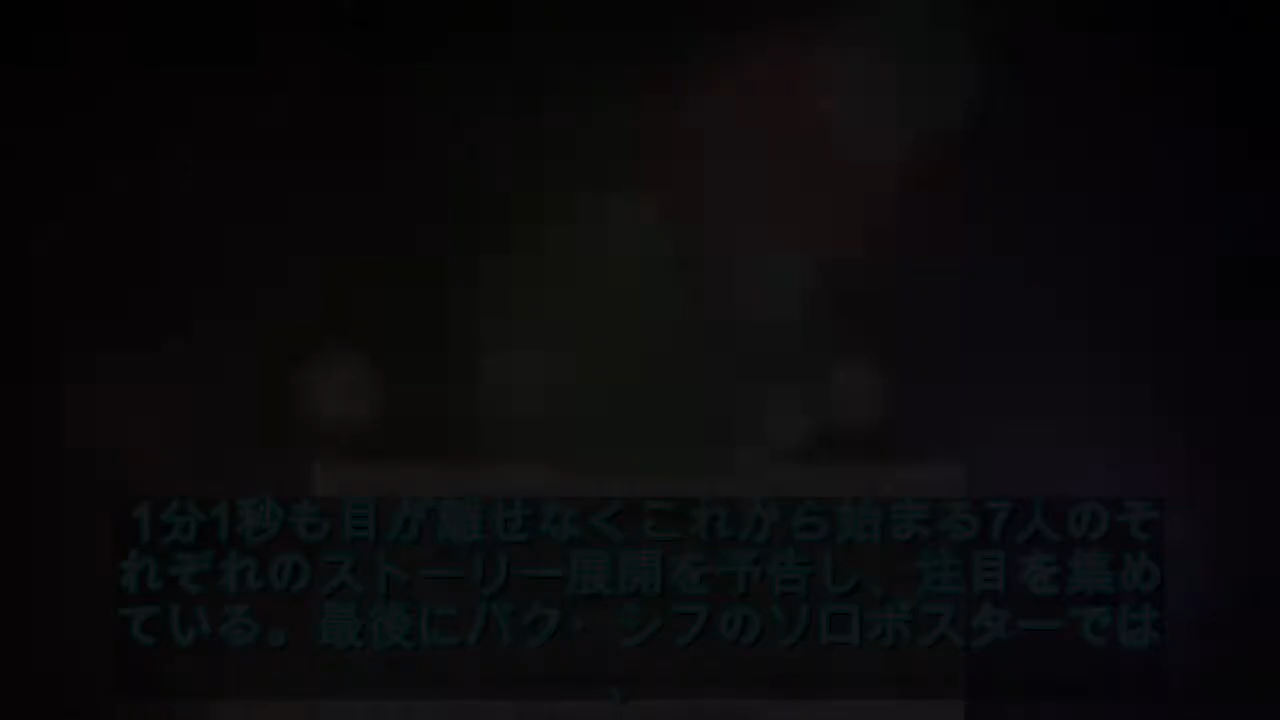 1分1秒も目が離せなくこれから始まる7人のそ
れぞれのストーリー展開を予告し、注目を集め
ている。最後にパク・シフのソロポスターでは
、